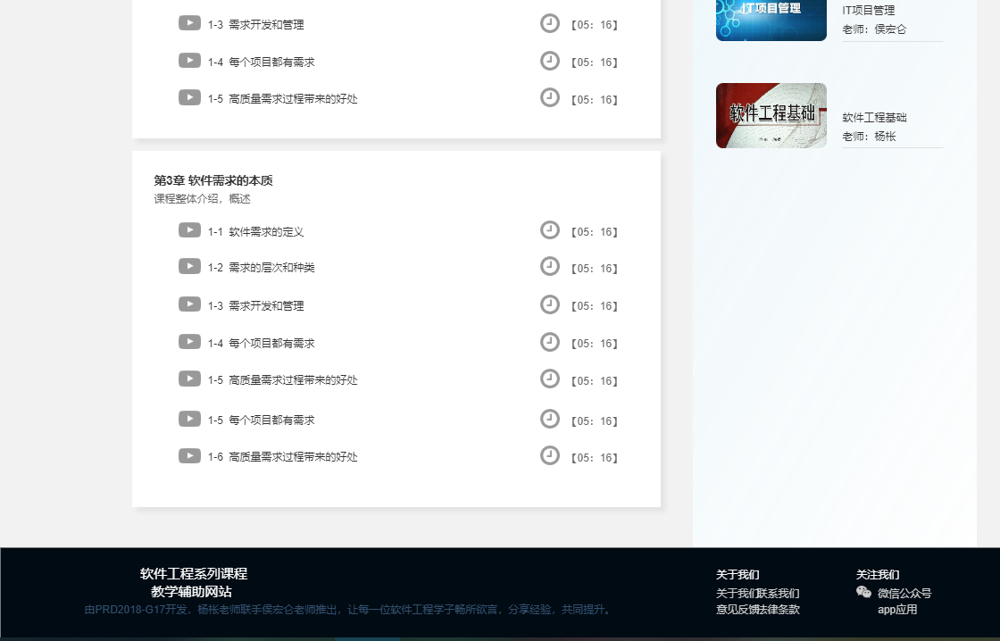 1-3 需求开发和管理 【05：16】
1-4 每个项目都有需求 【05：16】
1-5 高质量需求过程带来的好处 【05：16】
第3章 软件需求的本质
课程整体介绍，概述
1-1 软件需求的定义 【05：16】
1-2 需求的层次和种类 【05：16】
1-3 需求开发和管理 【05：16】
1-4 每个项目都有需求 【05：16】
1-5 高质量需求过程带来的好处 【05：16】
1-5 每个项目都有需求 【05：16】
1-6 高质量需求过程带来的好处 【05：16】
IT项目管理
IT项目管理
老师：侯宏仑
软件工程基础
软件工程基础
老师：杨枨
软件工程系列课程
教学辅助网站
由PRD2018-G17开发，杨枨老师联手侯宏仑老师推出，让每一位软件工程学子畅所欲言，分享经验，共同提升。
关于我们
关于我们联系我们
意见反馈法律条款
关注我们
微信公众号
app应用